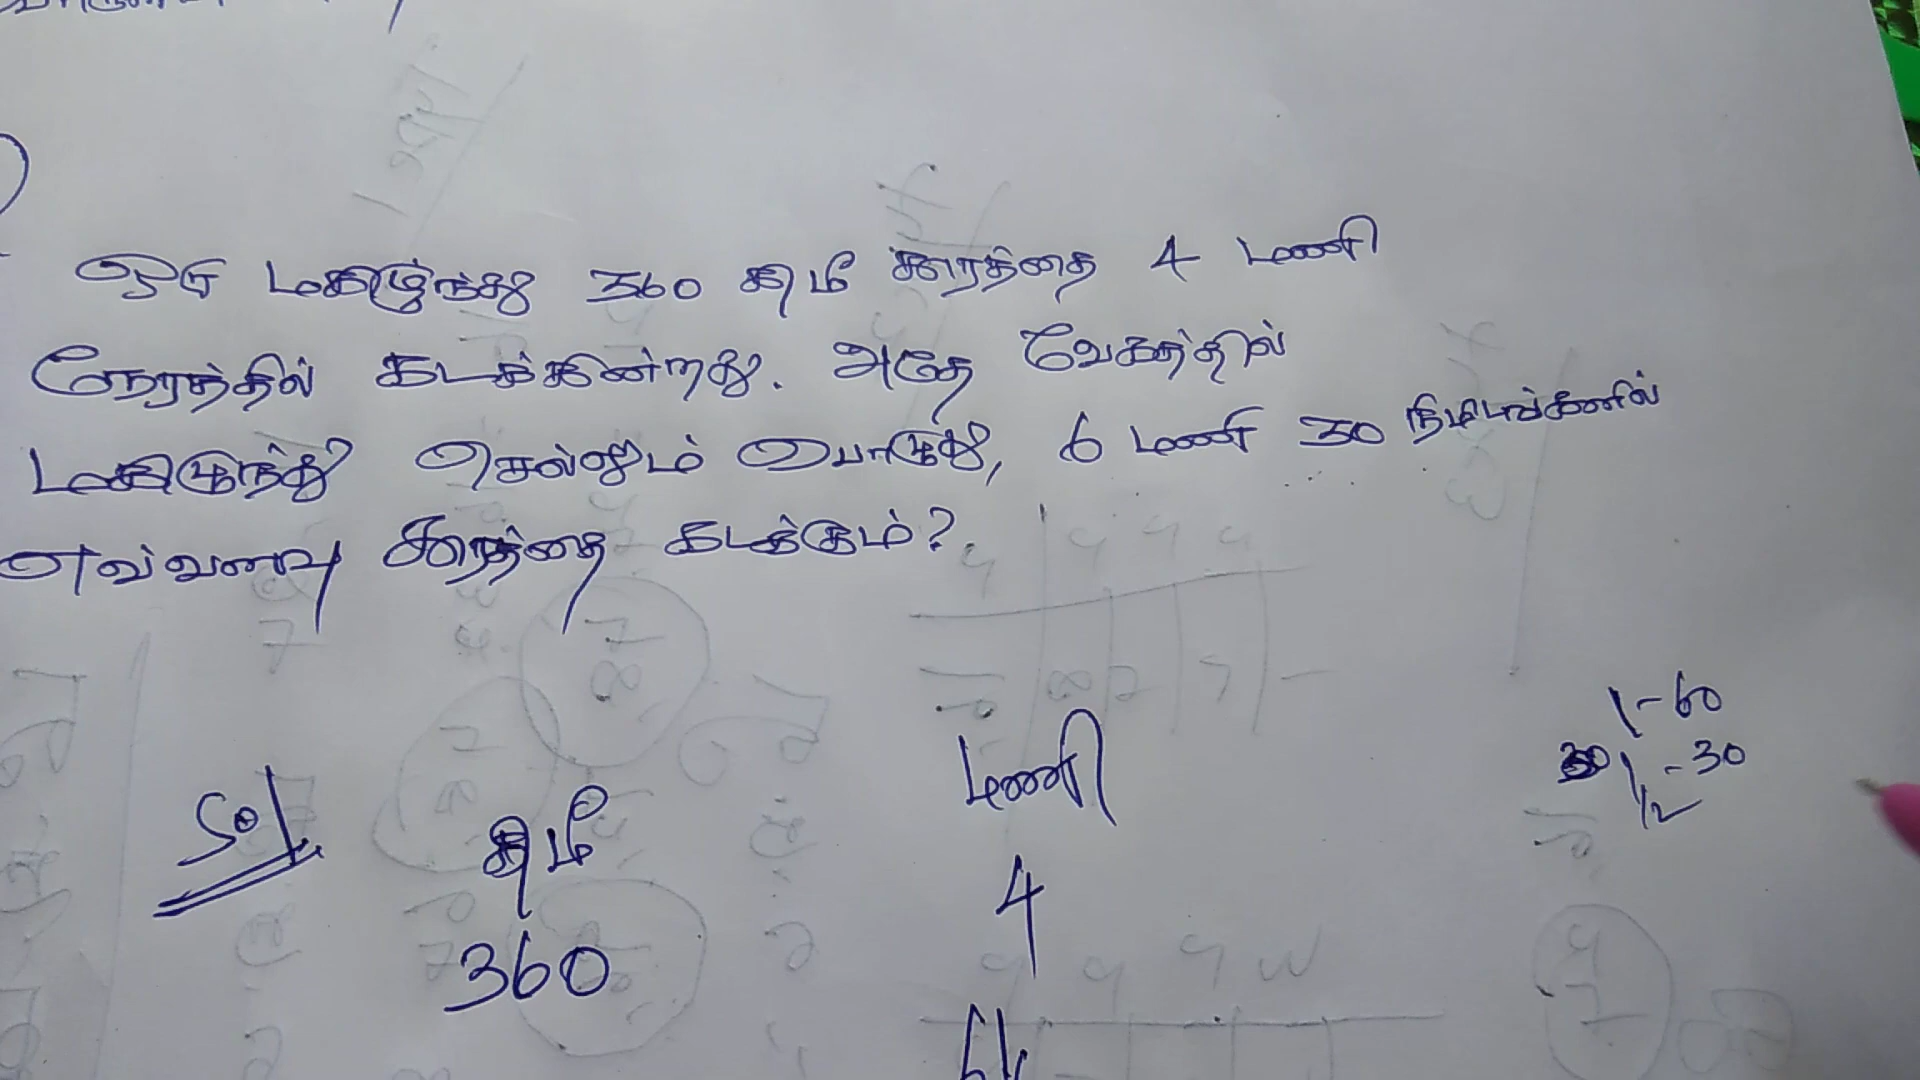 ஒரு மகிழுந்து 360 கி மீ தூரத்தை 4 மணி
நேரத்தில் கடக்கின்றது. அதே வேகத்தில்
மகிழுந்து செல்லும் பொழுது, 6 மணி 30 நிமிடங்களில்
எவ்வளவு தூரத்தை கடக்கும்?
1 - 60
1/2 - 30
Sol
கி மீ மணி
360 4